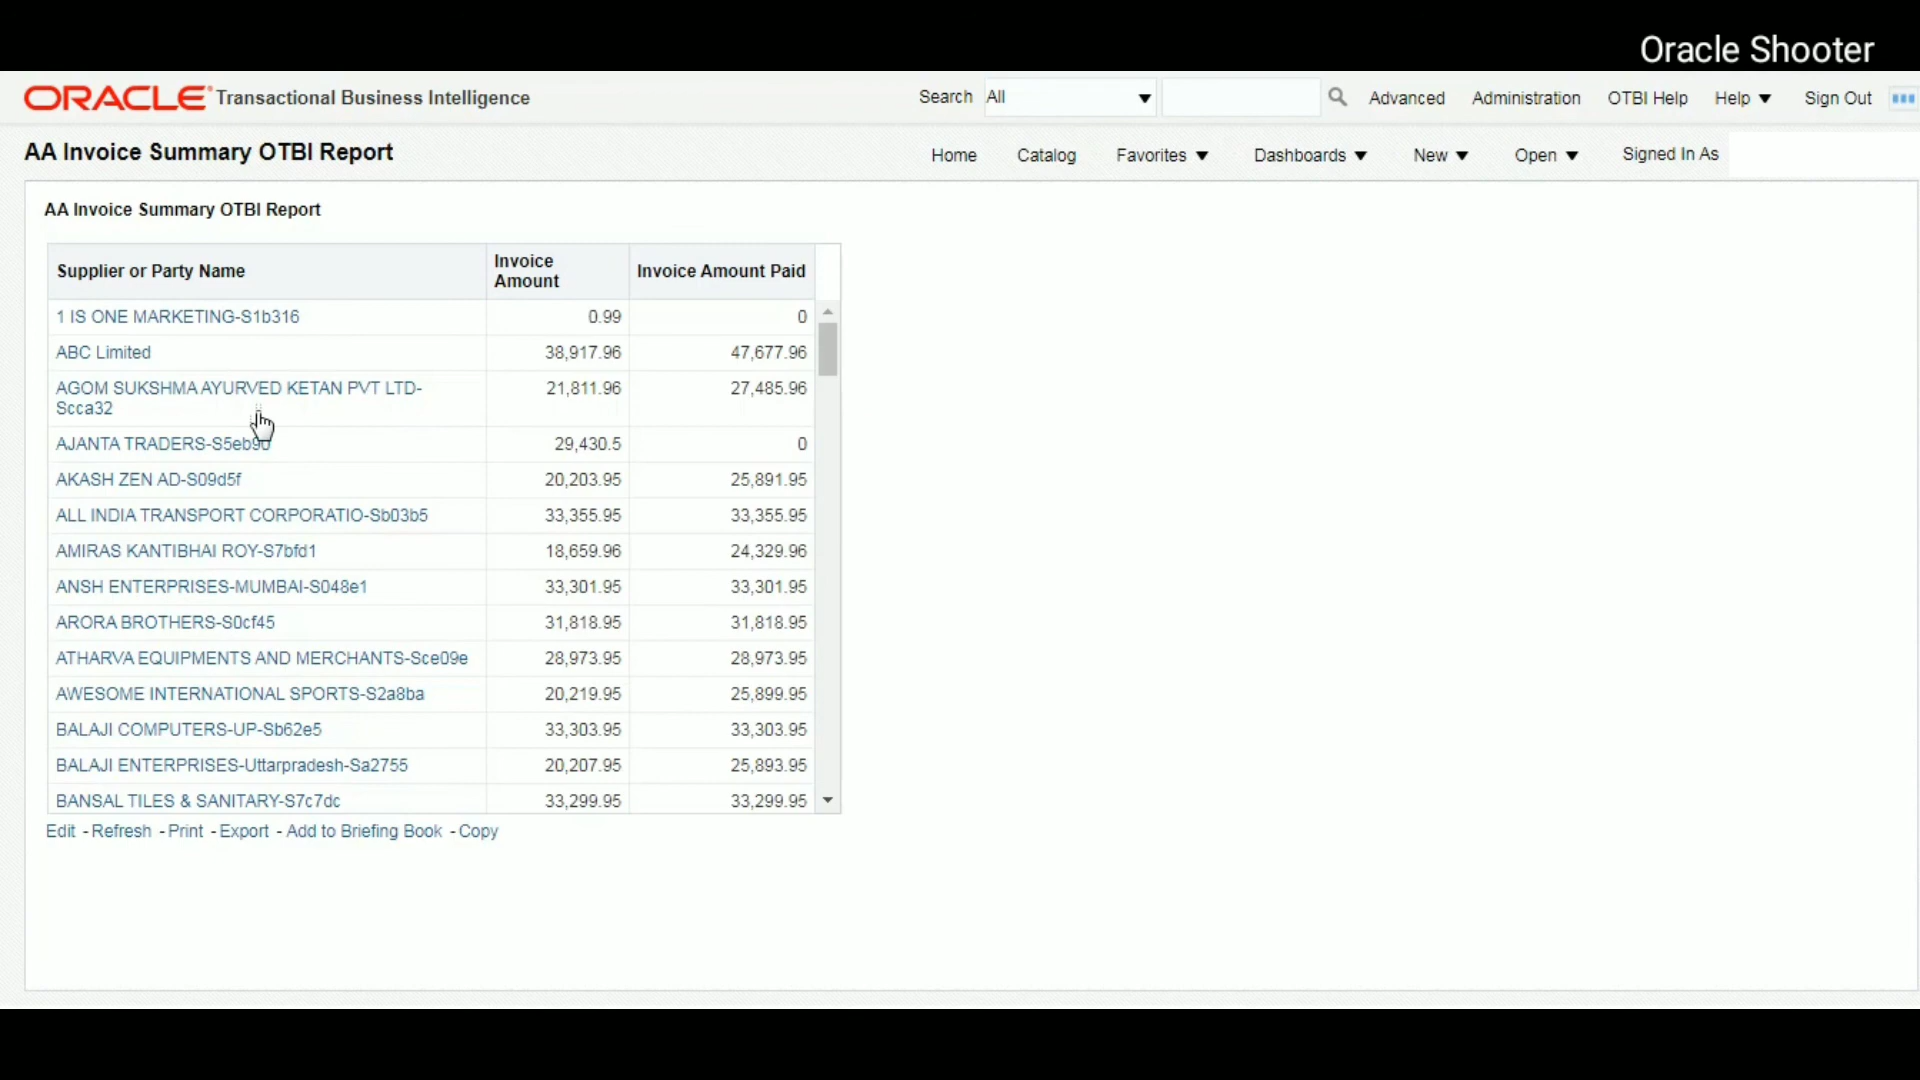 Oracle Shooter
ORACLE Transactional Business Intelligence Search All Advanced Administration OTBI Help Help Sign Out
AA Invoice Summary OTBI Report Home Catalog Favorites Dashboards New Open Signed In As
AA Invoice Summary OTBI Report
Supplier or Party Name Invoice Amount Invoice Amount Paid
1 IS ONE MARKETING-S1b316 0.99 0
ABC Limited 38,917.96 47,677.96
AGOM SUKSHMA AYURVED KETAN PVT LTD- 21,811.96 27,485.96
Scca32
AJANTA TRADERS-S5eb90 29,430.5 0
AKASH ZEN AD-S09d5f 20,203.95 25,891.95
ALL INDIA TRANSPORT CORPORATIO-Sb03b5 33,355.95 33,355.95
AMIRAS KANTIBHAI ROY-S7bfd1 18,659.96 24,329.96
ANSH ENTERPRISES-MUMBAI-S048e1 33,301.95 33,301.95
ARORA BROTHERS-S0cf45 31,818.95 31,818.95
ATHARVA EQUIPMENTS AND MERCHANTS-Sce09e 28,973.95 28,973.95
AWESOME INTERNATIONAL SPORTS-S2a8ba 20,219.95 25,899.95
BALAJI COMPUTERS-UP-Sb62e5 33,303.95 33,303.95
BALAJI ENTERPRISES-Uttarpradesh-Sa2755 20,207.95 25,893.95
BANSAL TILES & SANITARY-S7c7dc 33,299.95 33,299.95
Edit - Refresh - Print - Export - Add to Briefing Book - Copy